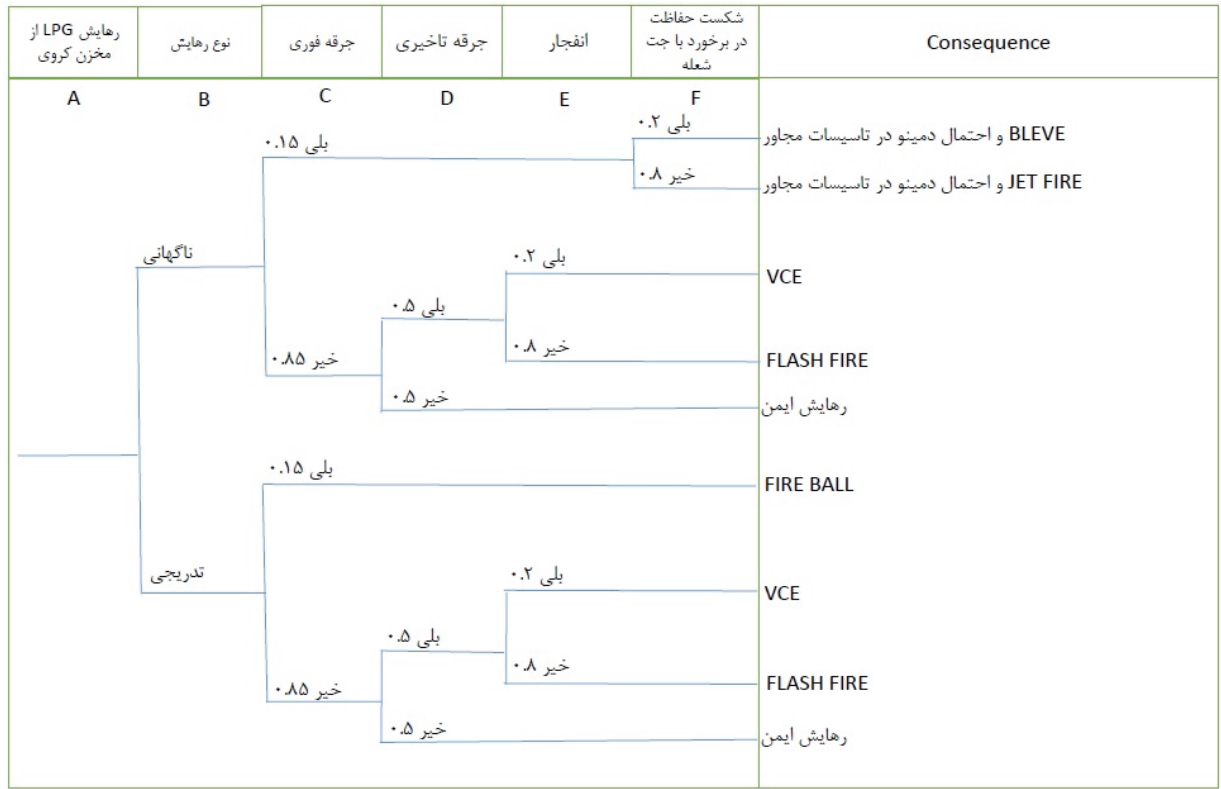 رهایش LPG از
مخزن کروی
نوع رهایش
جرقه فوری
جرقه تاخیری
انفجار
شکست حفاظت
در برخورد با جت
شعله
Consequence
A
B
C
D
E
F
بلی ۰.۲
BLEVE و احتمال دمینو در تاسیسات مجاور
بلی ۰.۱۵
خیر ۰.۸
JET FIRE و احتمال دمینو در تاسیسات مجاور
ناگهانی
بلی ۰.۲
VCE
بلی ۰.۵
خیر ۰.۸۵
خیر ۰.۸
FLASH FIRE
خیر ۰.۵
رهایش ایمن
بلی ۰.۱۵
FIRE BALL
تدریجی
بلی ۰.۲
VCE
بلی ۰.۵
خیر ۰.۸
FLASH FIRE
خیر ۰.۸۵
خیر ۰.۵
رهایش ایمن